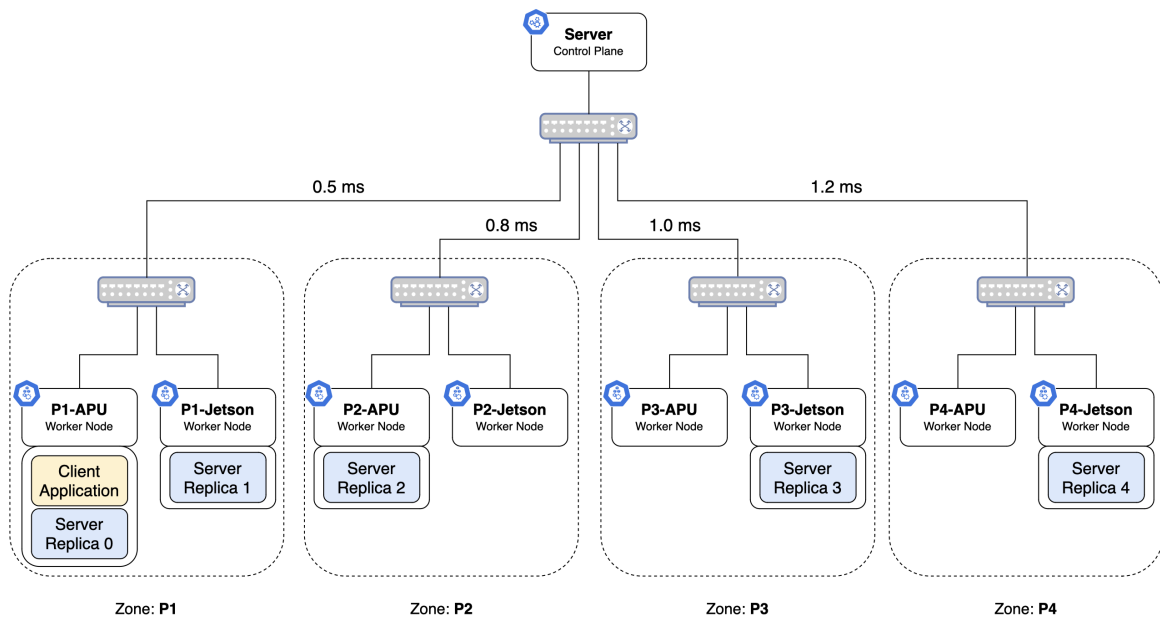 Server
Control Plane
0.5 ms
1.2 ms
0.8 ms
1.0 ms
P1-APU
Worker Node
Client
Application
Server
Replica 0
P1-Jetson
Worker Node
Server
Replica 1
P2-APU
Worker Node
Server
Replica 2
P2-Jetson
Worker Node
P3-APU
Worker Node
P3-Jetson
Worker Node
Server
Replica 3
P4-APU
Worker Node
P4-Jetson
Worker Node
Server
Replica 4
Zone: P1
Zone: P2
Zone: P3
Zone: P4